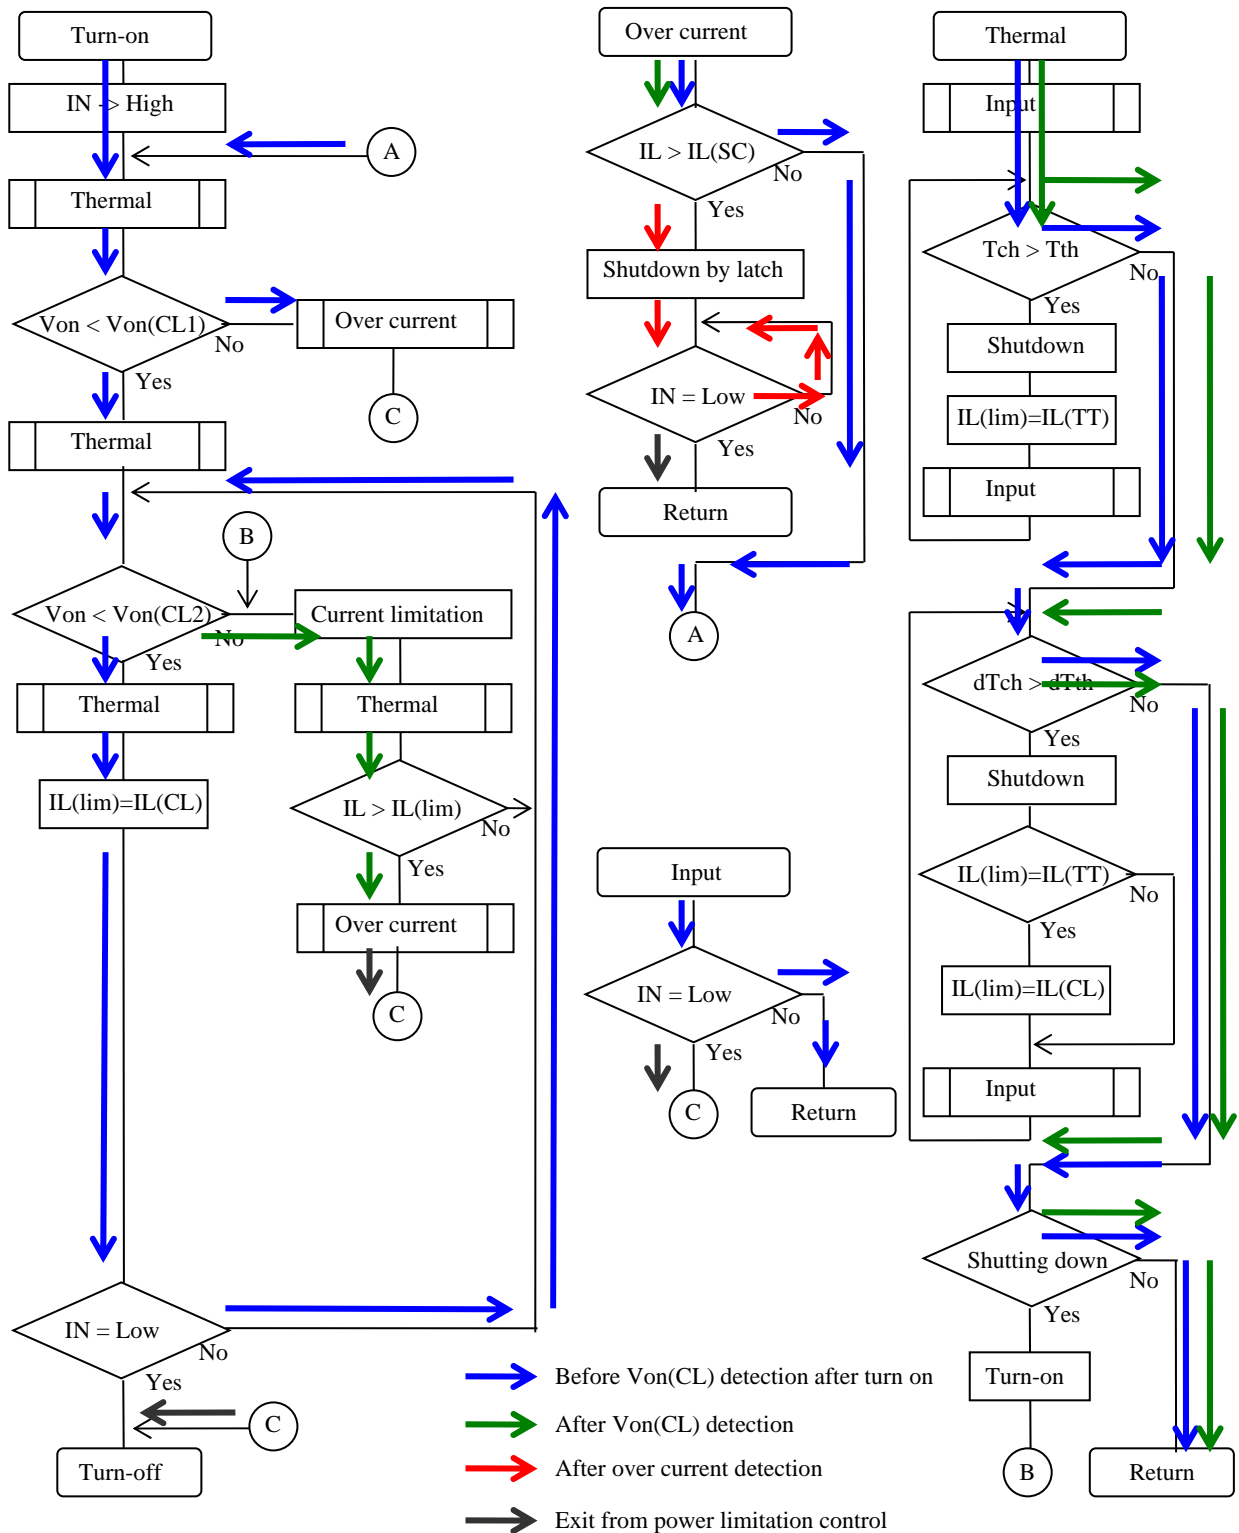 Turn-on
IN -> High
A
Thermal
Von < Von(CL1)
No
Yes
Over current
C
Thermal
B
Von < Von(CL2)
No
Yes
Current limitation
Thermal
Thermal
IL(lim)=IL(CL)
IL > IL(lim)
No
Yes
Over current
C
IN = Low
No
Yes
C
Turn-off
Over current
IL > IL(SC)
No
Yes
Shutdown by latch
IN = Low
No
Yes
Return
A
Input
IN = Low
No
Yes
C
Return
Thermal
Input
Tch > Tth
No
Yes
Shutdown
IL(lim)=IL(TT)
Input
dTch > dTth
No
Yes
Shutdown
IL(lim)=IL(TT)
No
Yes
IL(lim)=IL(CL)
Input
Shutting down
No
Yes
Turn-on
B
Return
Before Von(CL) detection after turn on
After Von(CL) detection
After over current detection
Exit from power limitation control